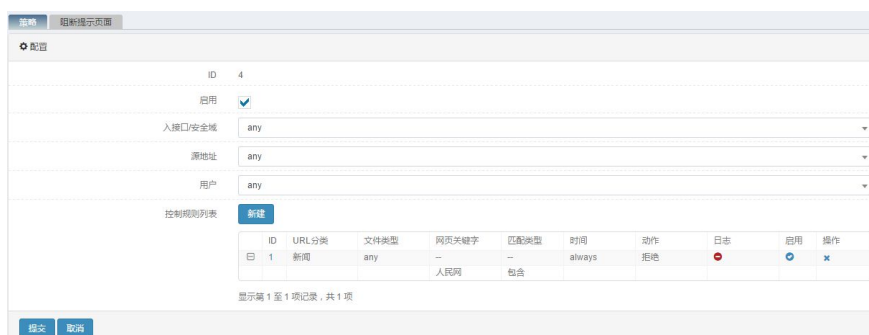 策略 阻断提示页面
配置
ID 4
启用
入接口/安全域 any
源地址 any
用户 any
控制规则列表 新建
ID URL分类 文件类型 网页关键字 匹配类型 时间 动作 日志 启用 操作
1 新闻 any -- -- always 拒绝
人民网 包含
显示第 1 至 1 项记录，共 1 项
提交 取消